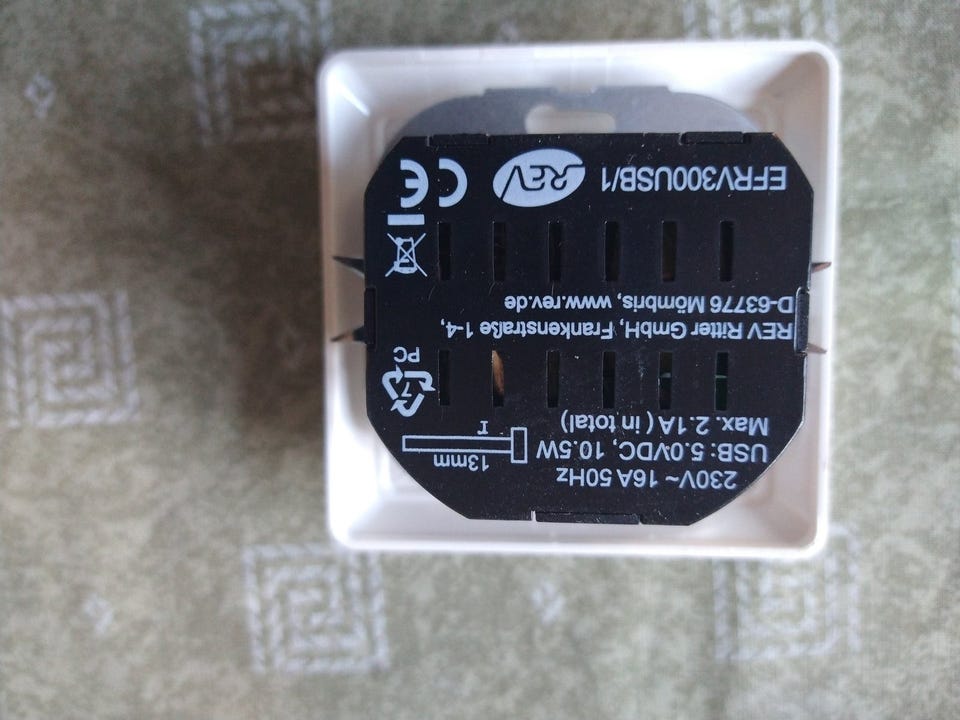 230V~ 16A 50Hz
USB: 5.0VDC, 10.5W
Max. 2.1A ( in total)
13mm
7
PC
REV Ritter GmbH, Frankenstraße 1-4,
D-63776 Mömbris, www.rev.de
EFRV300USB/1
REV
CE